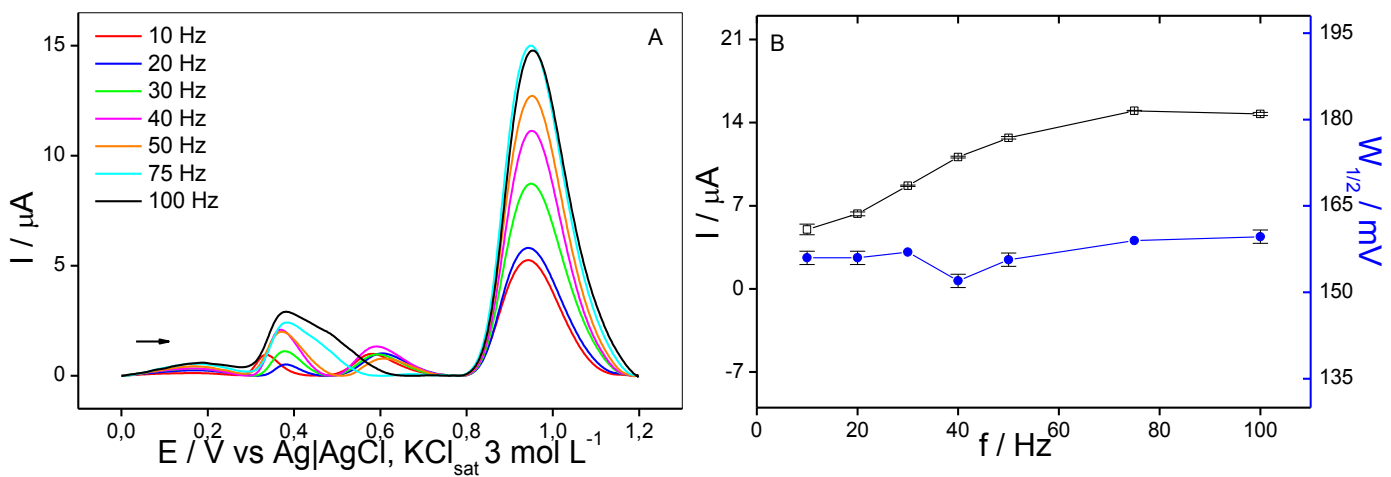 A
10 Hz
20 Hz
30 Hz
40 Hz
50 Hz
75 Hz
100 Hz
15
10
5
0
I / μA
0,0 0,2 0,4 0,6 0,8 1,0 1,2
E / V vs Ag|AgCl, KCl_sat 3 mol L^-1
B
21
14
7
0
-7
I / μA
195
180
165
150
135
W_1/2 / mV
0 20 40 60 80 100
f / Hz